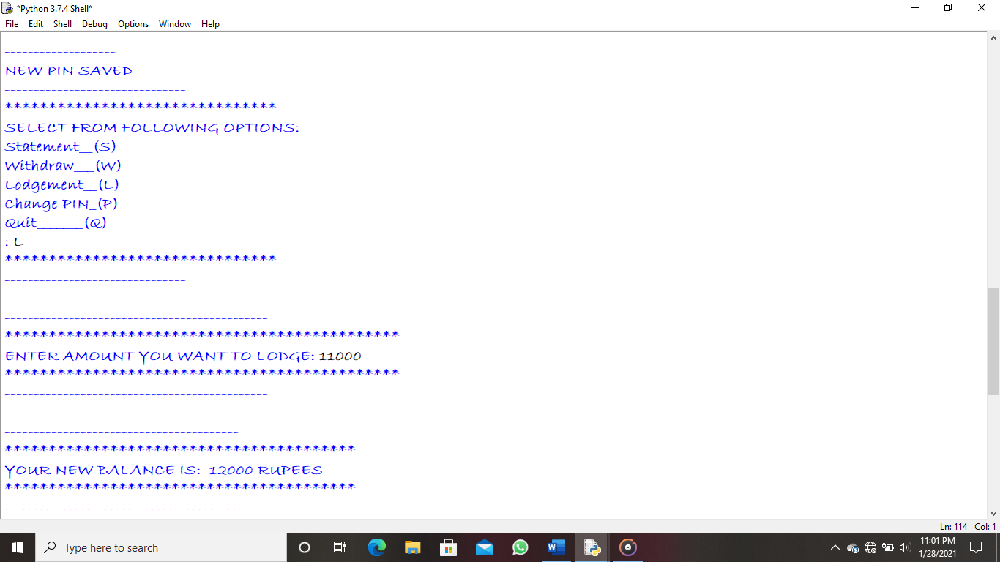 *Python 3.7.4 Shell*
File Edit Shell Debug Options Window Help
-------------------
NEW PIN SAVED
-------------------------------
*******************************
SELECT FROM FOLLOWING OPTIONS:
Statement__(S)
Withdraw___(W)
Lodgement__(L)
Change PIN_(P)
Quit_______(Q)
: L
*******************************
-------------------------------
---------------------------------------------
*********************************************
ENTER AMOUNT YOU WANT TO LODGE: 11000
*********************************************
---------------------------------------------
----------------------------------------
****************************************
YOUR NEW BALANCE IS:  12000 RUPEES
****************************************
----------------------------------------
Ln: 114 Col: 1
Type here to search
11:01 PM
1/28/2021